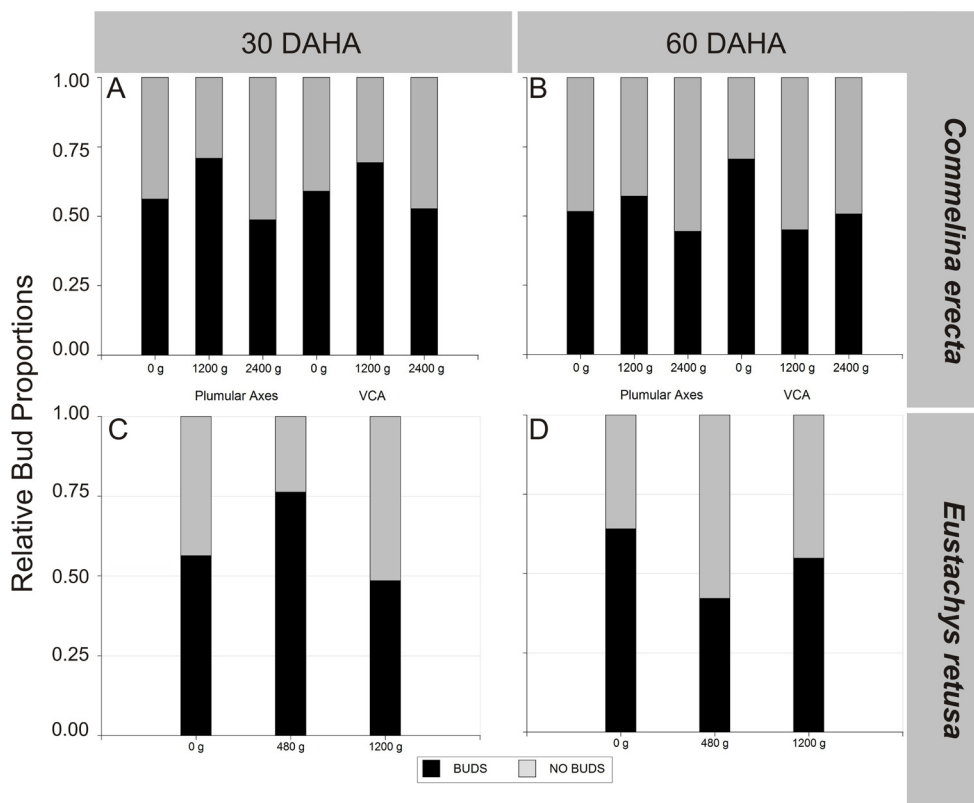 30 DAHA
60 DAHA
Commelina erecta
Eustachys retusa
Relative Bud Proportions
A
1.00
0.75
0.50
0.25
0.00
0 g 1200 g 2400 g 0 g 1200 g 2400 g
Plumular Axes VCA
B
0 g 1200 g 2400 g 0 g 1200 g 2400 g
Plumular Axes VCA
C
1.00
0.75
0.50
0.25
0.00
0 g 480 g 1200 g
D
0 g 480 g 1200 g
BUDS NO BUDS